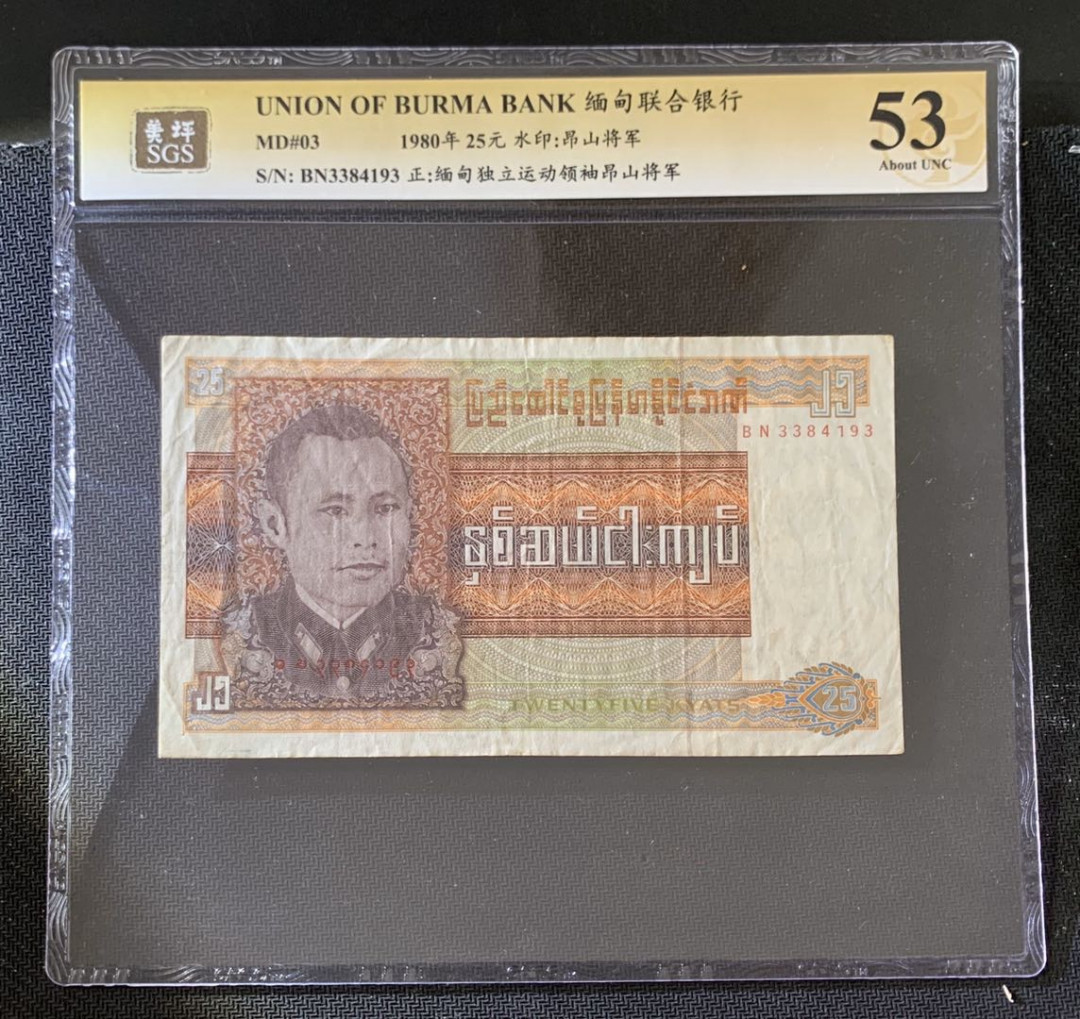 UNION OF BURMA BANK 缅甸联合银行
53
美坪
SGS
MD#03 1980年 25元 水印:昂山将军
About UNC
S/N: BN3384193 正:缅甸独立运动领袖昂山将军
25
ပြည်ထောင်စုမြန်မာနိုင်ငံဘဏ်
၂၅
BN3384193
နှစ်ဆယ့်ငါးကျပ်
၂၅
TWENTYFIVE KYATS
25